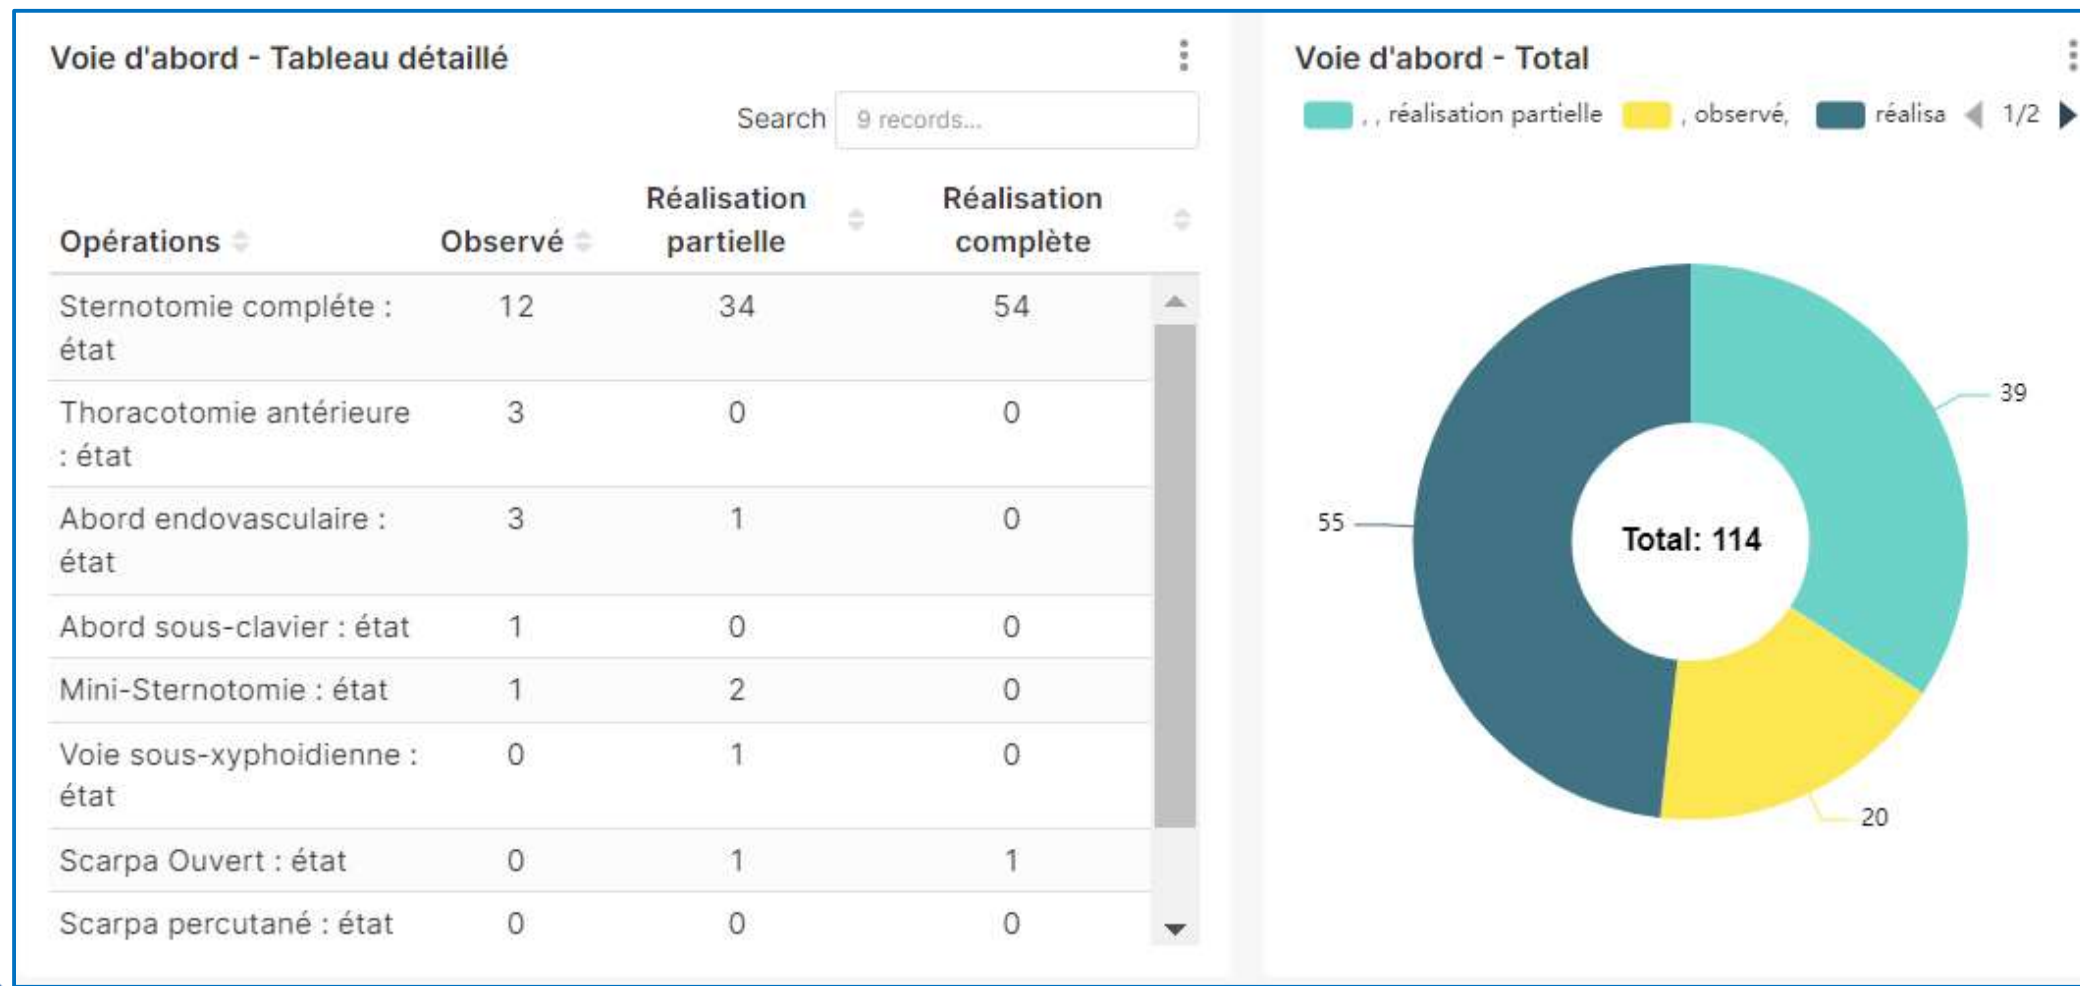 Voie d'abord - Tableau détaillé
Search 9 records...
Opérations Observé Réalisation partielle Réalisation complète
Sternotomie compléte : 12 34 54
état
Thoracotomie antérieure 3 0 0
: état
Abord endovasculaire : 3 1 0
état
Abord sous-clavier : état 1 0 0
Mini-Sternotomie : état 1 2 0
Voie sous-xyphoidienne : 0 1 0
état
Scarpa Ouvert : état 0 1 1
Scarpa percutané : état 0 0 0
Voie d'abord - Total
, , réalisation partielle , observé, réalisa 1/2
39
55
Total: 114
20